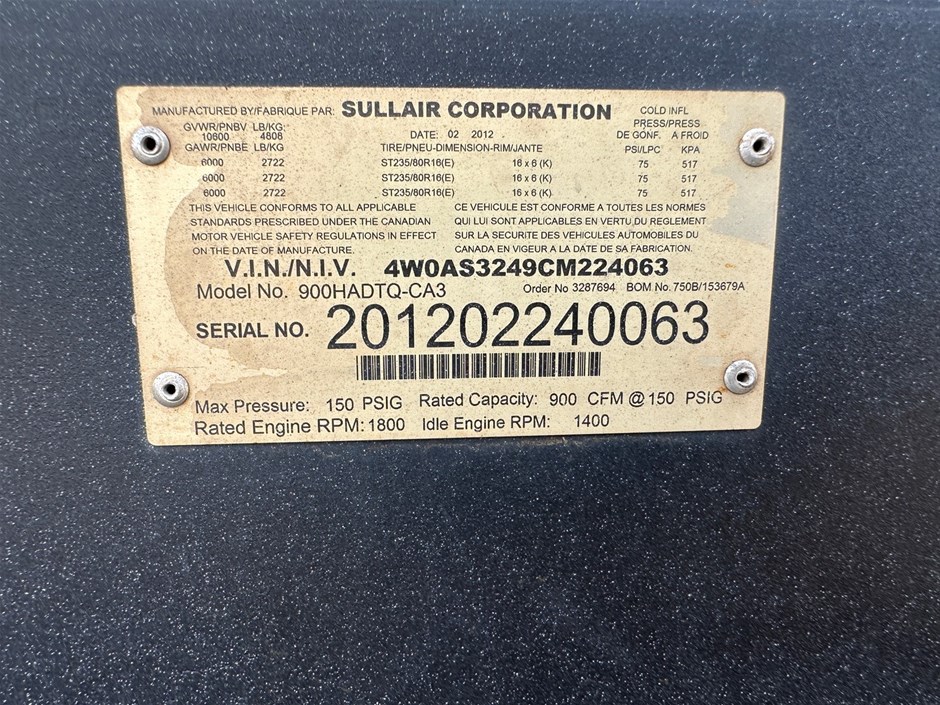 MANUFACTURED BY/FABRIQUE PAR: SULLAIR CORPORATION COLD INFL
GVWR/PNBV LB/KG: PRESS/PRESS
10600 4808 DATE: 02 2012 DE GONF. A FROID
GAWR/PNBE LB/KG TIRE/PNEU-DIMENSION-RIM/JANTE PSI/LPC KPA
6000 2722 ST235/80R16(E) 16 x 6 (K) 75 517
6000 2722 ST235/80R16(E) 16 x 6 (K) 75 517
6000 2722 ST235/80R16(E) 16 x 6 (K) 75 517
THIS VEHICLE CONFORMS TO ALL APPLICABLE
STANDARDS PRESCRIBED UNDER THE CANADIAN
MOTOR VEHICLE SAFETY REGULATIONS IN EFFECT
ON THE DATE OF MANUFACTURE.
CE VEHICULE EST CONFORME A TOUTES LES NORMES
QUI LUI SONT APPLICABLES EN VERTU DU REGLEMENT
SUR LA SECURITE DES VEHICULES AUTOMOBILES DU
CANADA EN VIGEUR A LA DATE DE SA FABRICATION.
V.I.N./N.I.V. 4W0AS3249CM224063
Model No. 900HADTQ-CA3 Order No 3287694 BOM No. 750B/153679A
SERIAL NO. 201202240063
Max Pressure: 150 PSIG Rated Capacity: 900 CFM @ 150 PSIG
Rated Engine RPM: 1800 Idle Engine RPM: 1400